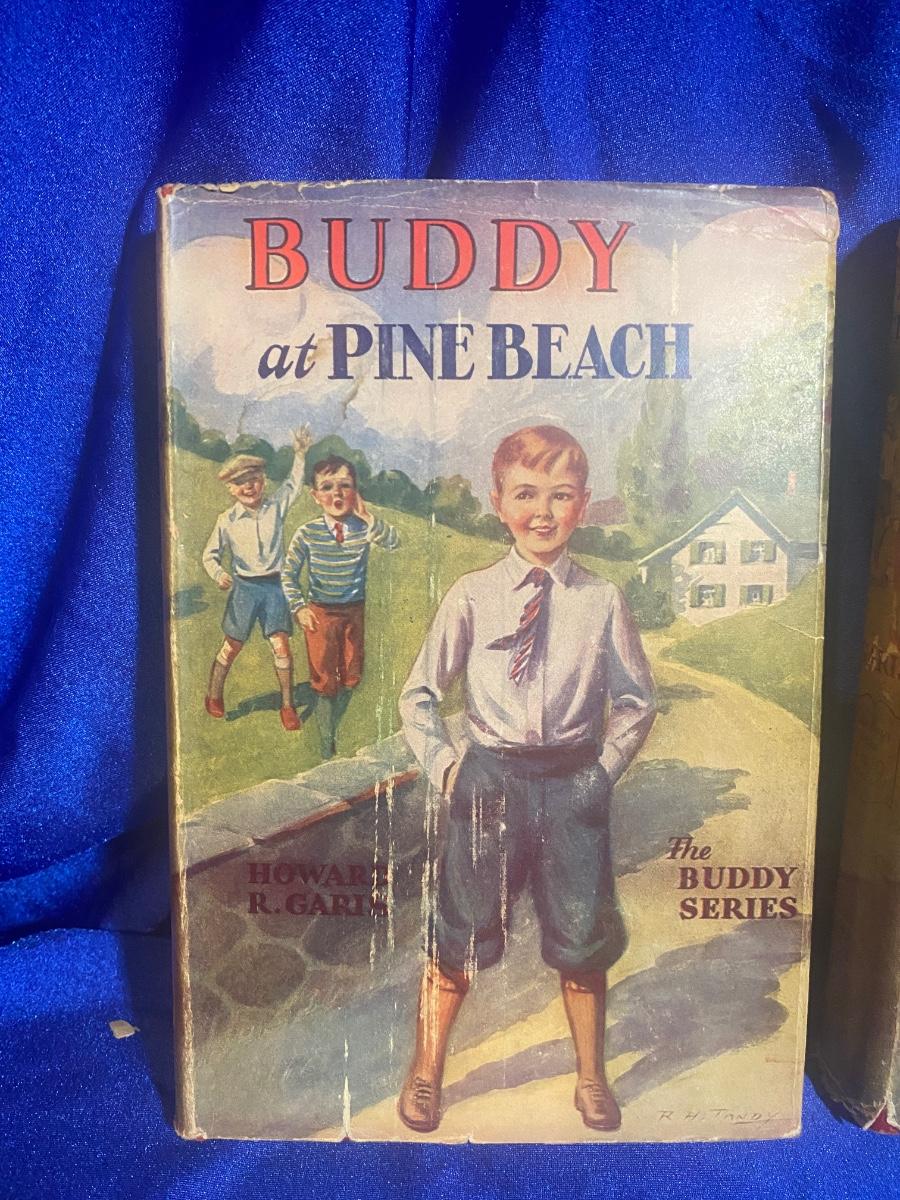 BUDDY
at PINE BEACH
HOWARD
R. GARIS
The
BUDDY
SERIES
R. H. TANDY